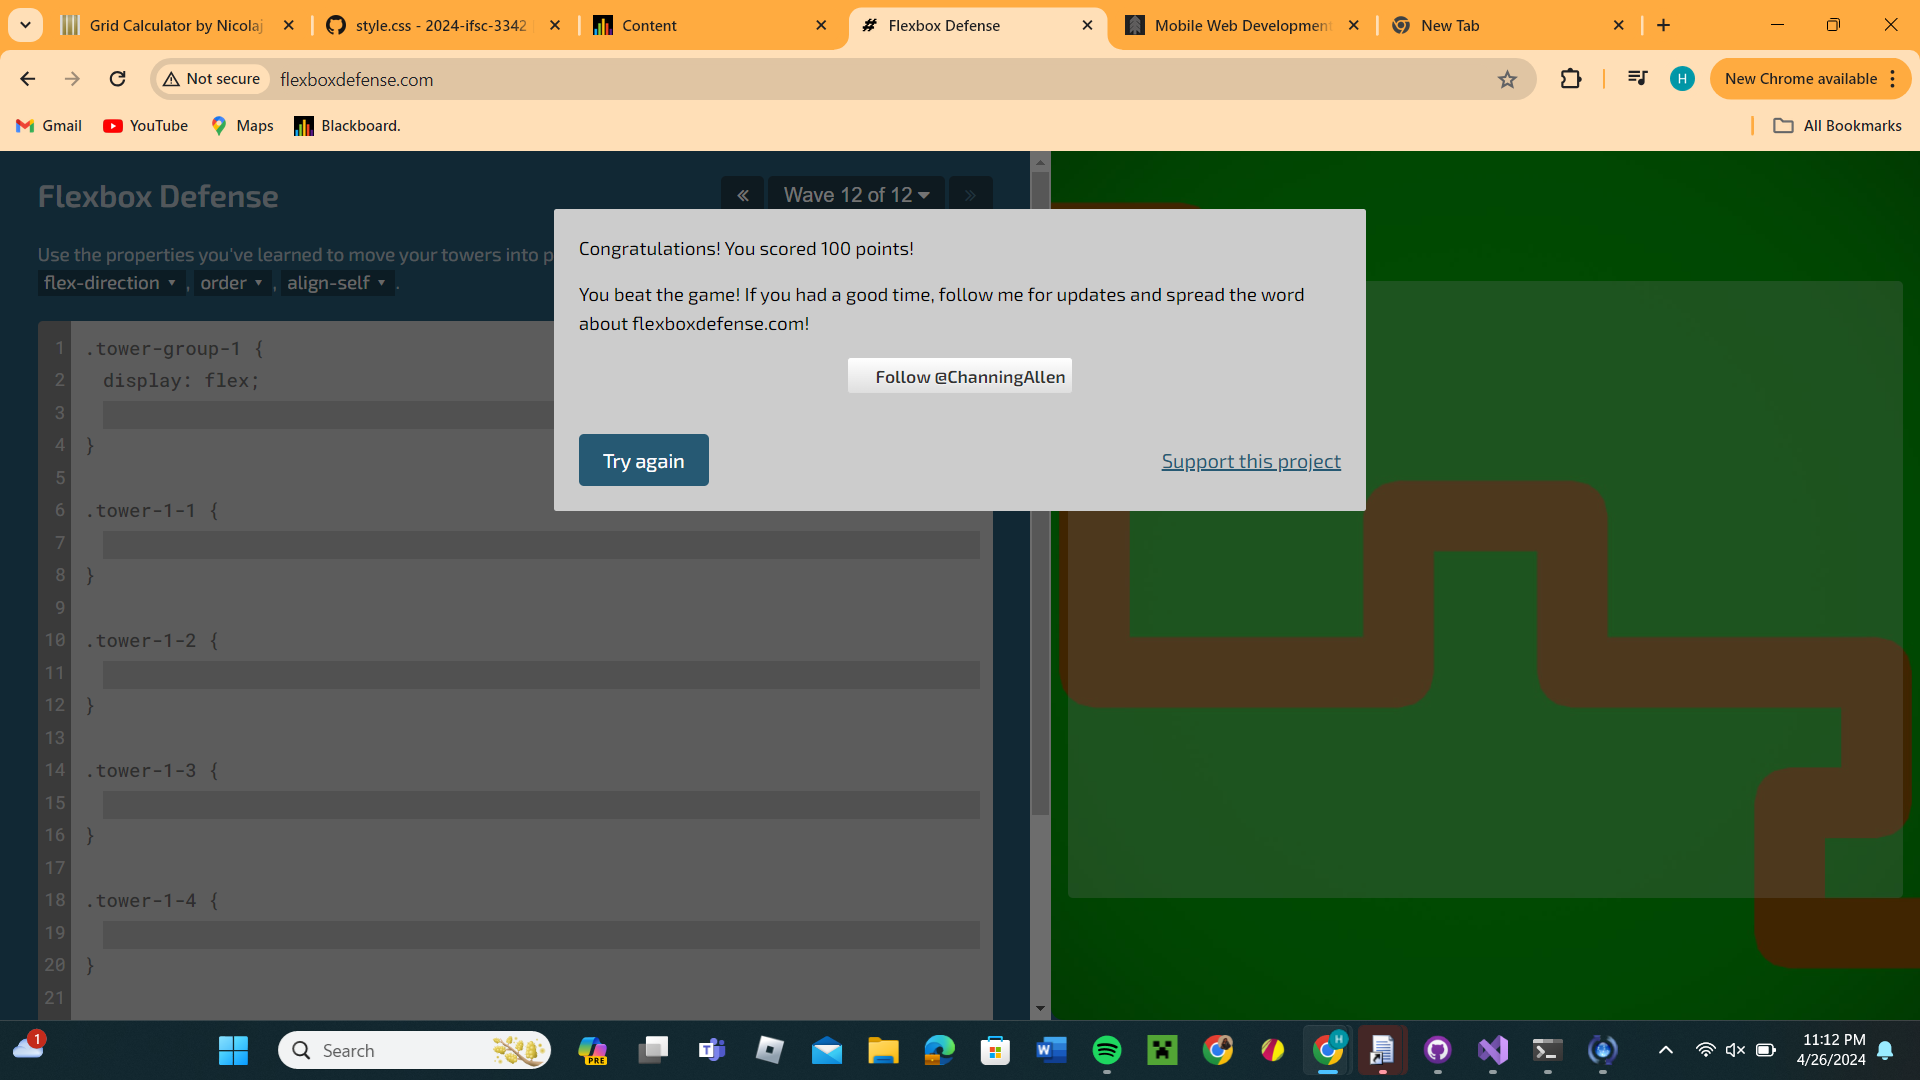 Grid Calculator by Nicolaj
style.css - 2024-ifsc-3342
Content
Flexbox Defense
Mobile Web Development
New Tab
Not secure
flexboxdefense.com
H
New Chrome available
Gmail
YouTube
Maps
Blackboard.
All Bookmarks
Flexbox Defense
« Wave 12 of 12 »
Use the properties you've learned to move your towers into p
flex-direction , order , align-self .
Congratulations! You scored 100 points!
You beat the game! If you had a good time, follow me for updates and spread the word
about flexboxdefense.com!
Follow @ChanningAllen
Try again
Support this project
1 .tower-group-1 {
2 display: flex;
3
4 }
5
6 .tower-1-1 {
7
8 }
9
10 .tower-1-2 {
11
12 }
13
14 .tower-1-3 {
15
16 }
17
18 .tower-1-4 {
19
20 }
21
1
Search
PRE
H
11:12 PM
4/26/2024